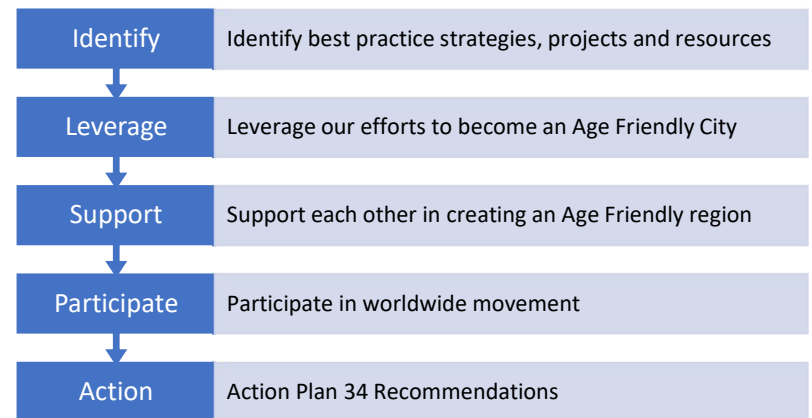 Identify
Identify best practice strategies, projects and resources
Leverage
Leverage our efforts to become an Age Friendly City
Support
Support each other in creating an Age Friendly region
Participate
Participate in worldwide movement
Action
Action Plan 34 Recommendations